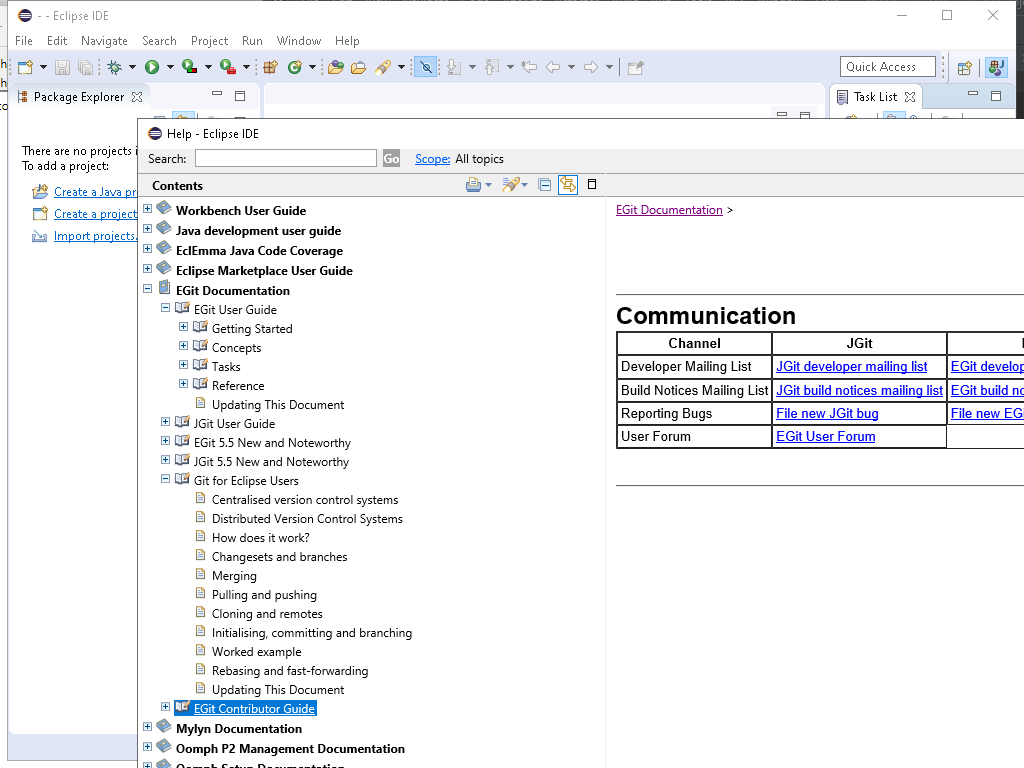 - - Eclipse IDE
File Edit Navigate Search Project Run Window Help
Quick Access
Package Explorer
Task List
There are no projects i
To add a project:
Create a Java pr
Create a project
Import projects.
Help - Eclipse IDE
Search: Go Scope: All topics
Contents
Workbench User Guide
Java development user guide
EclEmma Java Code Coverage
Eclipse Marketplace User Guide
EGit Documentation
EGit User Guide
Getting Started
Concepts
Tasks
Reference
Updating This Document
JGit User Guide
EGit 5.5 New and Noteworthy
JGit 5.5 New and Noteworthy
Git for Eclipse Users
Centralised version control systems
Distributed Version Control Systems
How does it work?
Changesets and branches
Merging
Pulling and pushing
Cloning and remotes
Initialising, committing and branching
Worked example
Rebasing and fast-forwarding
Updating This Document
EGit Contributor Guide
Mylyn Documentation
Oomph P2 Management Documentation
Oomph Setup Documentation
EGit Documentation >
Communication
Channel JGit
Developer Mailing List JGit developer mailing list EGit develop
Build Notices Mailing List JGit build notices mailing list EGit build no
Reporting Bugs File new JGit bug File new EGi
User Forum EGit User Forum